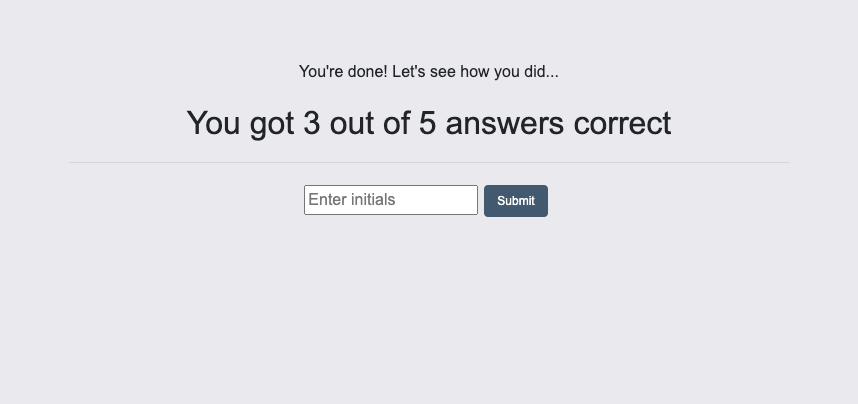 You're done! Let's see how you did...
You got 3 out of 5 answers correct
Enter initials Submit